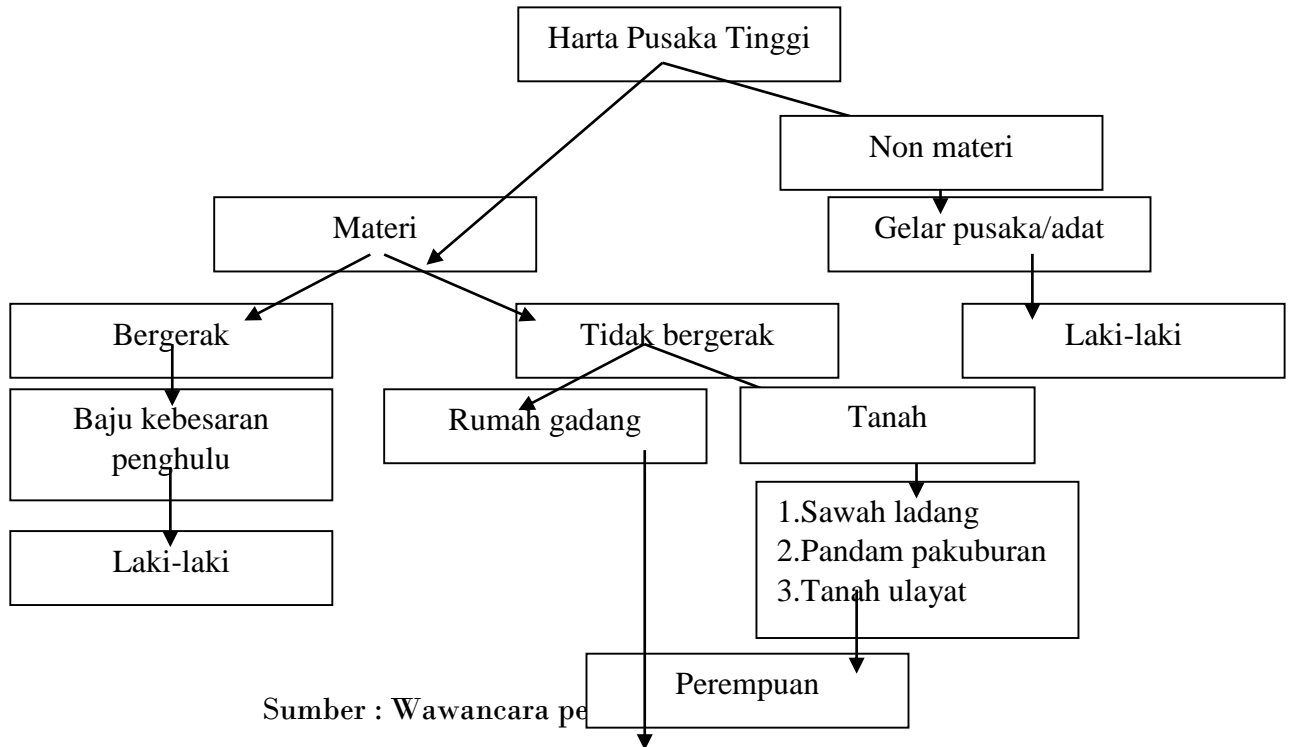 Harta Pusaka Tinggi
Non materi
Materi
Gelar pusaka/adat
Bergerak
Tidak bergerak
Laki-laki
Baju kebesaran
penghulu
Rumah gadang
Tanah
Laki-laki
1.Sawah ladang
2.Pandam pakuburan
3.Tanah ulayat
Perempuan
Sumber : Wawancara